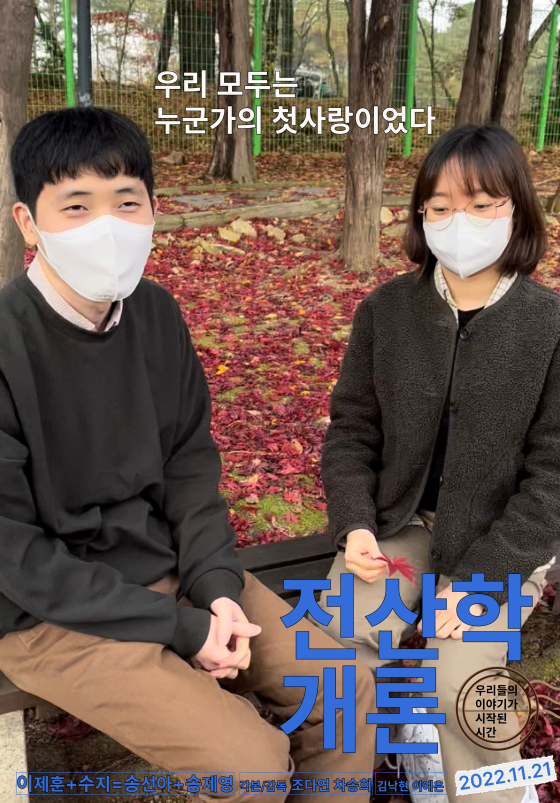 우리 모두는
누군가의 첫사랑이었다
전산학
개론
우리들의
이야기가
시작된
시간
이제훈+수지=송선아+송재영 각본/감독 조다연 차승희 김낙현 이예은
2022.11.21